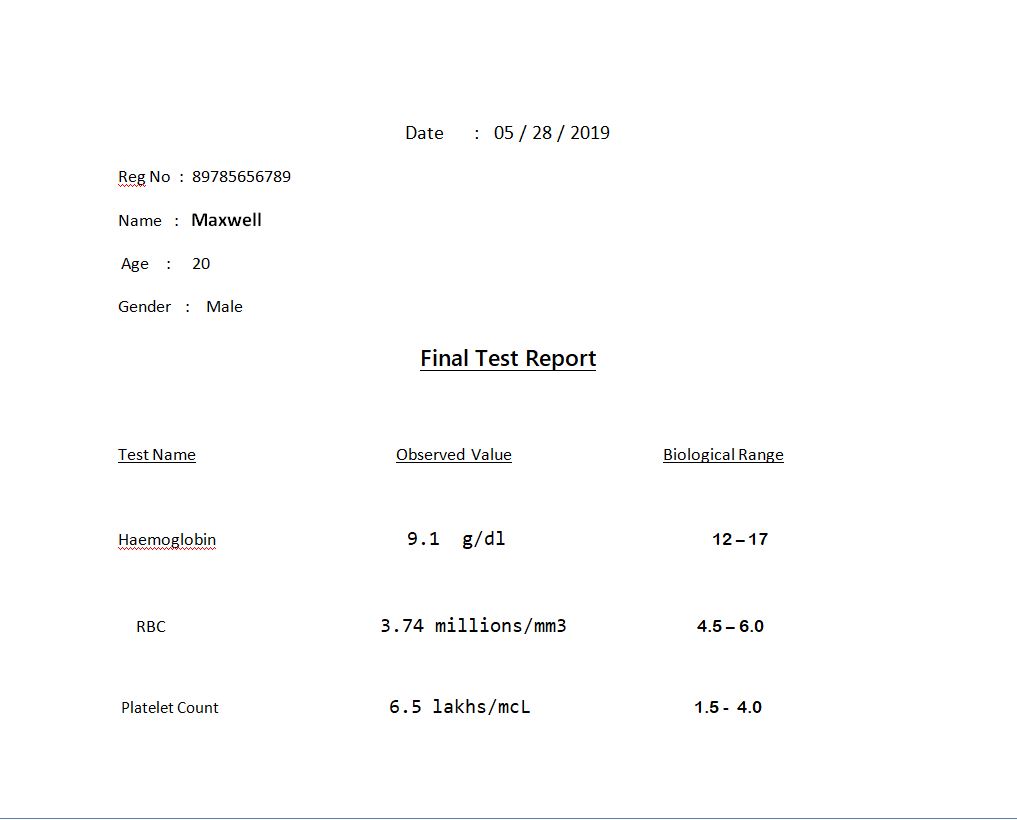 Date : 05 / 28 / 2019
Reg No : 89785656789
Name : Maxwell
Age : 20
Gender : Male
Final Test Report
Test Name Observed Value Biological Range
Haemoglobin 9.1 g/dl 12 – 17
RBC 3.74 millions/mm3 4.5 – 6.0
Platelet Count 6.5 lakhs/mcL 1.5 - 4.0